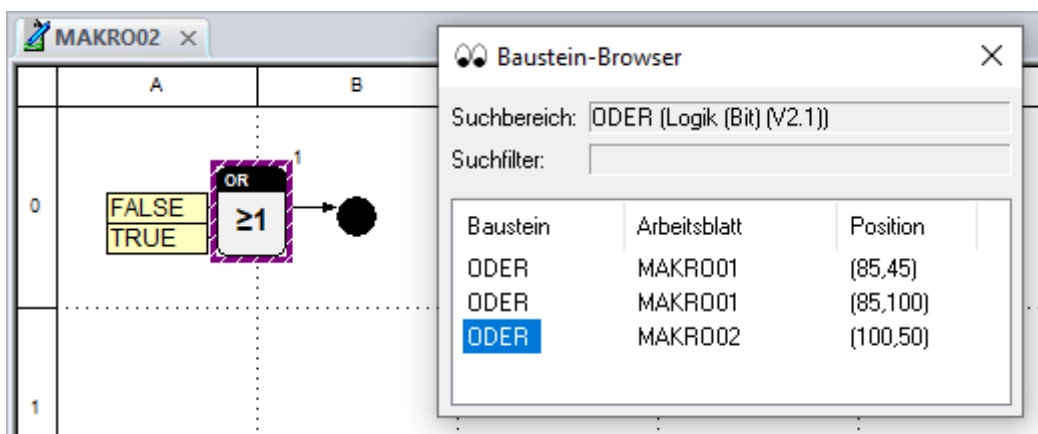 MAKRO02
A
B
0
1
OR
≥1
FALSE
TRUE
1
Baustein-Browser
Suchbereich: ODER (Logik (Bit) (V2.1))
Suchfilter:
Baustein Arbeitsblatt Position
ODER MAKRO01 (85,45)
ODER MAKRO01 (85,100)
ODER MAKRO02 (100,50)